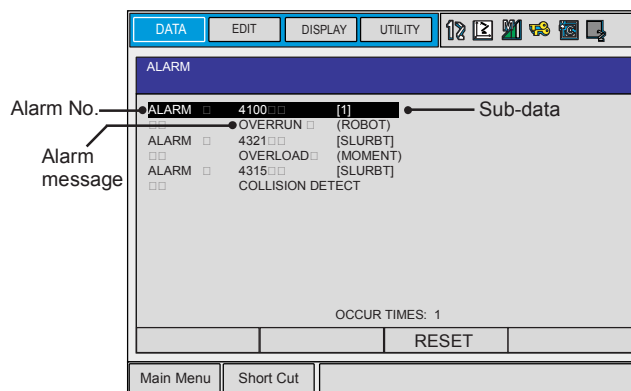 DATA EDIT DISPLAY UTILITY
ALARM
Alarm No. ALARM □ 4100□□ [1] Sub-data
□□ OVERRUN □ (ROBOT)
ALARM □ 4321□□ [SLURBT]
Alarm message
□□ OVERLOAD□ (MOMENT)
ALARM □ 4315□□ [SLURBT]
□□ COLLISION DETECT
OCCUR TIMES: 1
RESET
Main Menu Short Cut